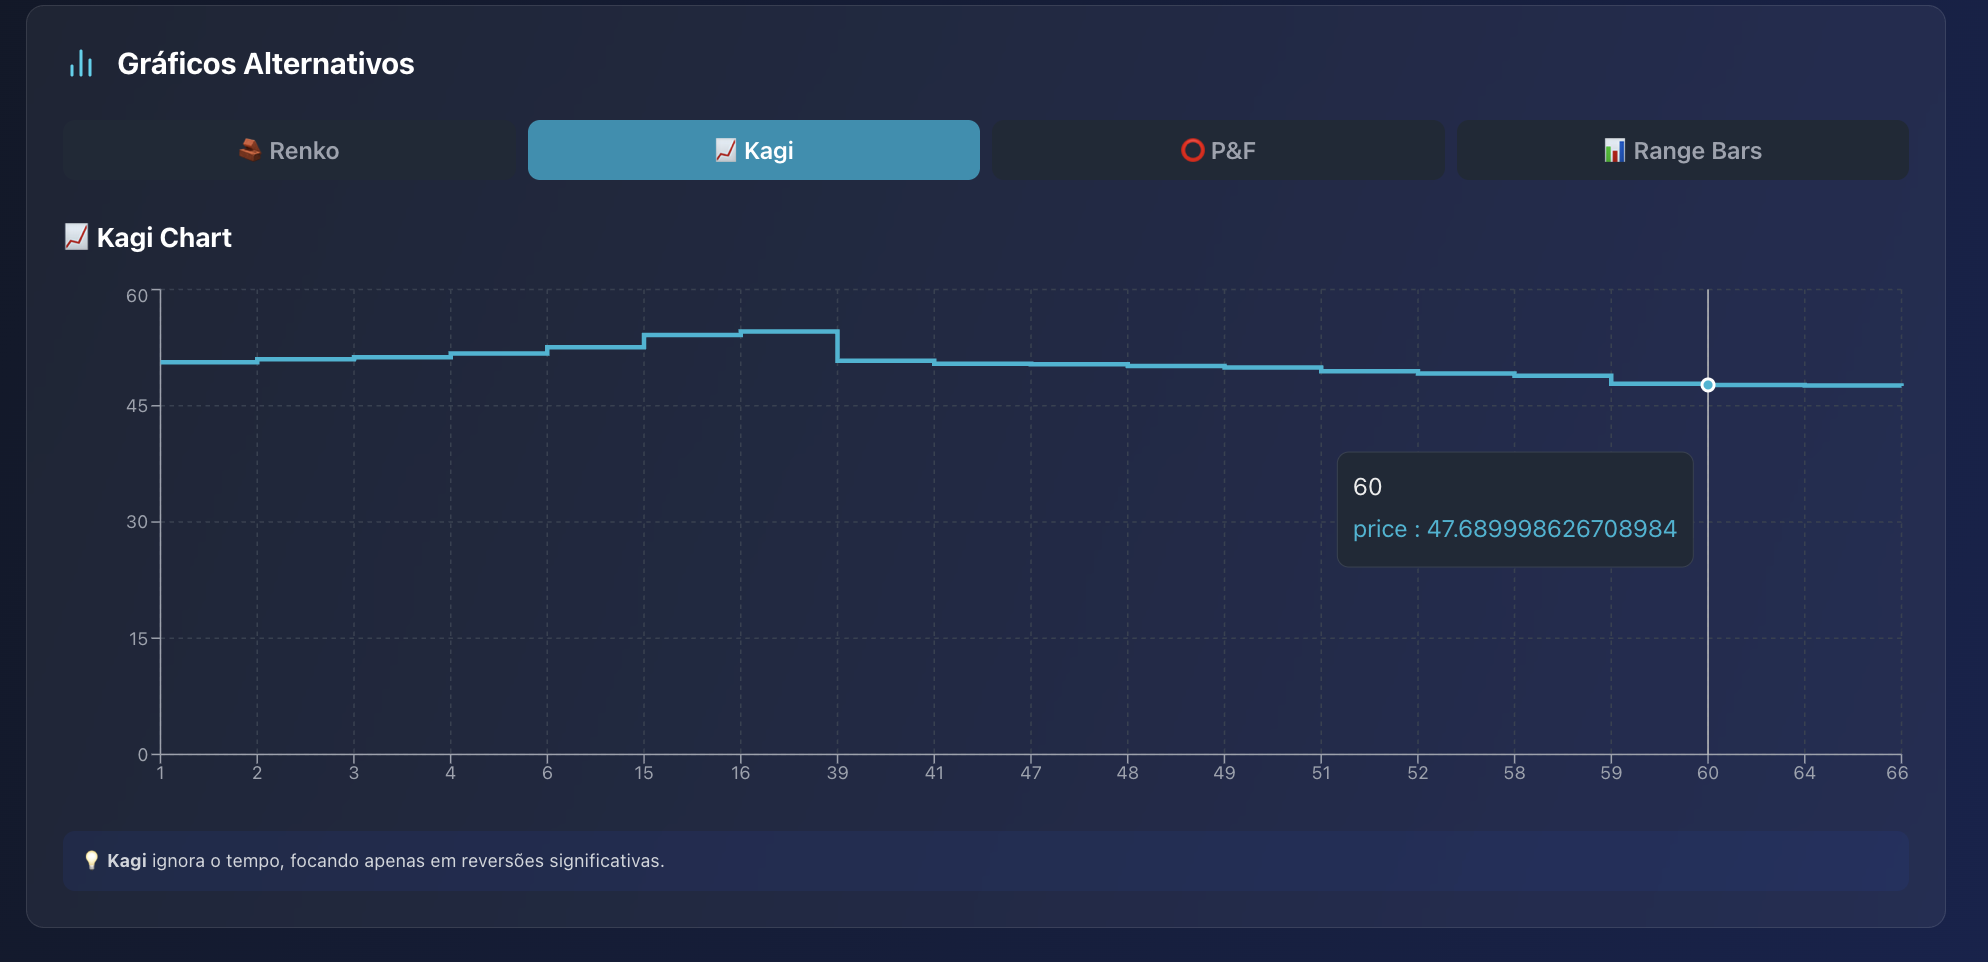 Gráficos Alternativos
Renko
Kagi
P&F
Range Bars
Kagi Chart
60
45
30
15
0
1 2 3 4 6 15 16 39 41 47 48 49 51 52 58 59 60 64 66
60
price : 47.689998626708984
Kagi ignora o tempo, focando apenas em reversões significativas.